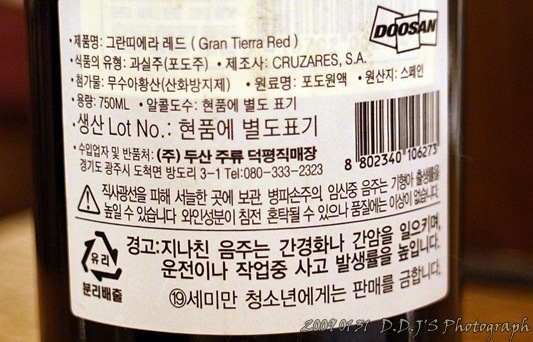 DOOSAN
• 제품명: 그란띠에라 레드 ( Gran Tierra Red )
• 식품의 유형: 과실주(포도주) • 제조사: CRUZARES, S.A.
• 첨가물: 무수아황산(산화방지제) • 원료명: 포도원액 • 원산지: 스페인
• 용량: 750ML • 알콜도수: 현품에 별도 표기
• 생산 Lot No.: 현품에 별도표기
• 수입업자 및 반품처: (주) 두산 주류 덕평직매장
경기도 광주시 도척면 방도리 3-1 Tel:080-333-2323
8 802340 106273
직사광선을 피해 서늘한 곳에 보관 병파손주의 임신중 음주는 기형아 출생률을
높일 수 있습니다 와인성분이 침전 혼탁될 수 있으나 품질에는 이상이 없습니다.
경고:지나친 음주는 간경화나 간암을 일으키며,
운전이나 작업중 사고 발생률을 높입니다.
유리
분리배출
⑲세미만 청소년에게는 판매를 금합니다.
20090131 D.D.J'S Photograph